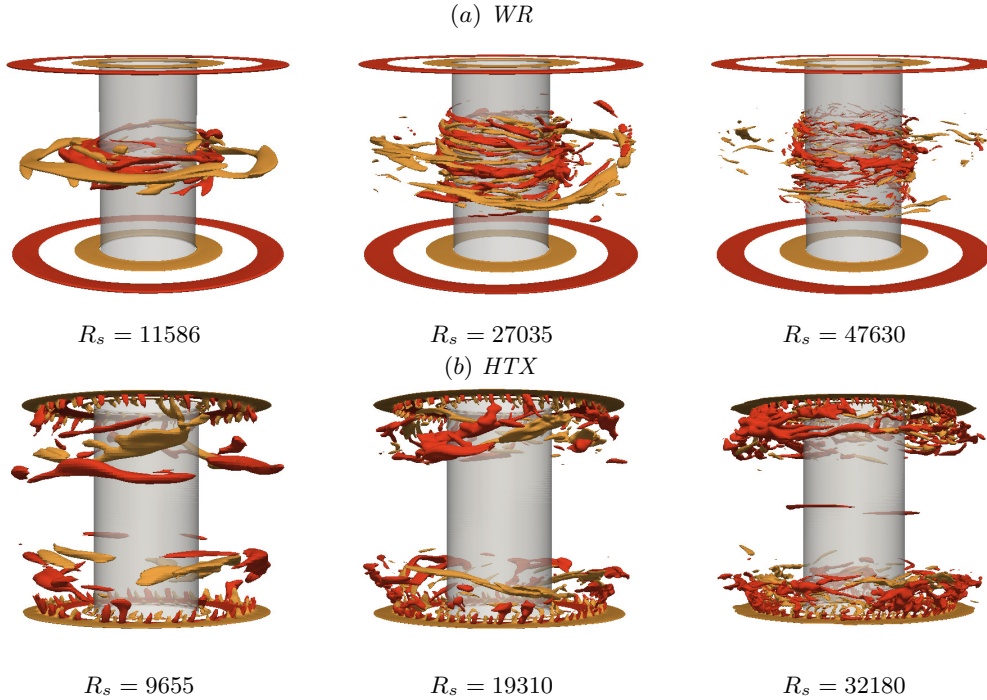 (a) WR
R_s = 11586 R_s = 27035 R_s = 47630
(b) HTX
R_s = 9655 R_s = 19310 R_s = 32180